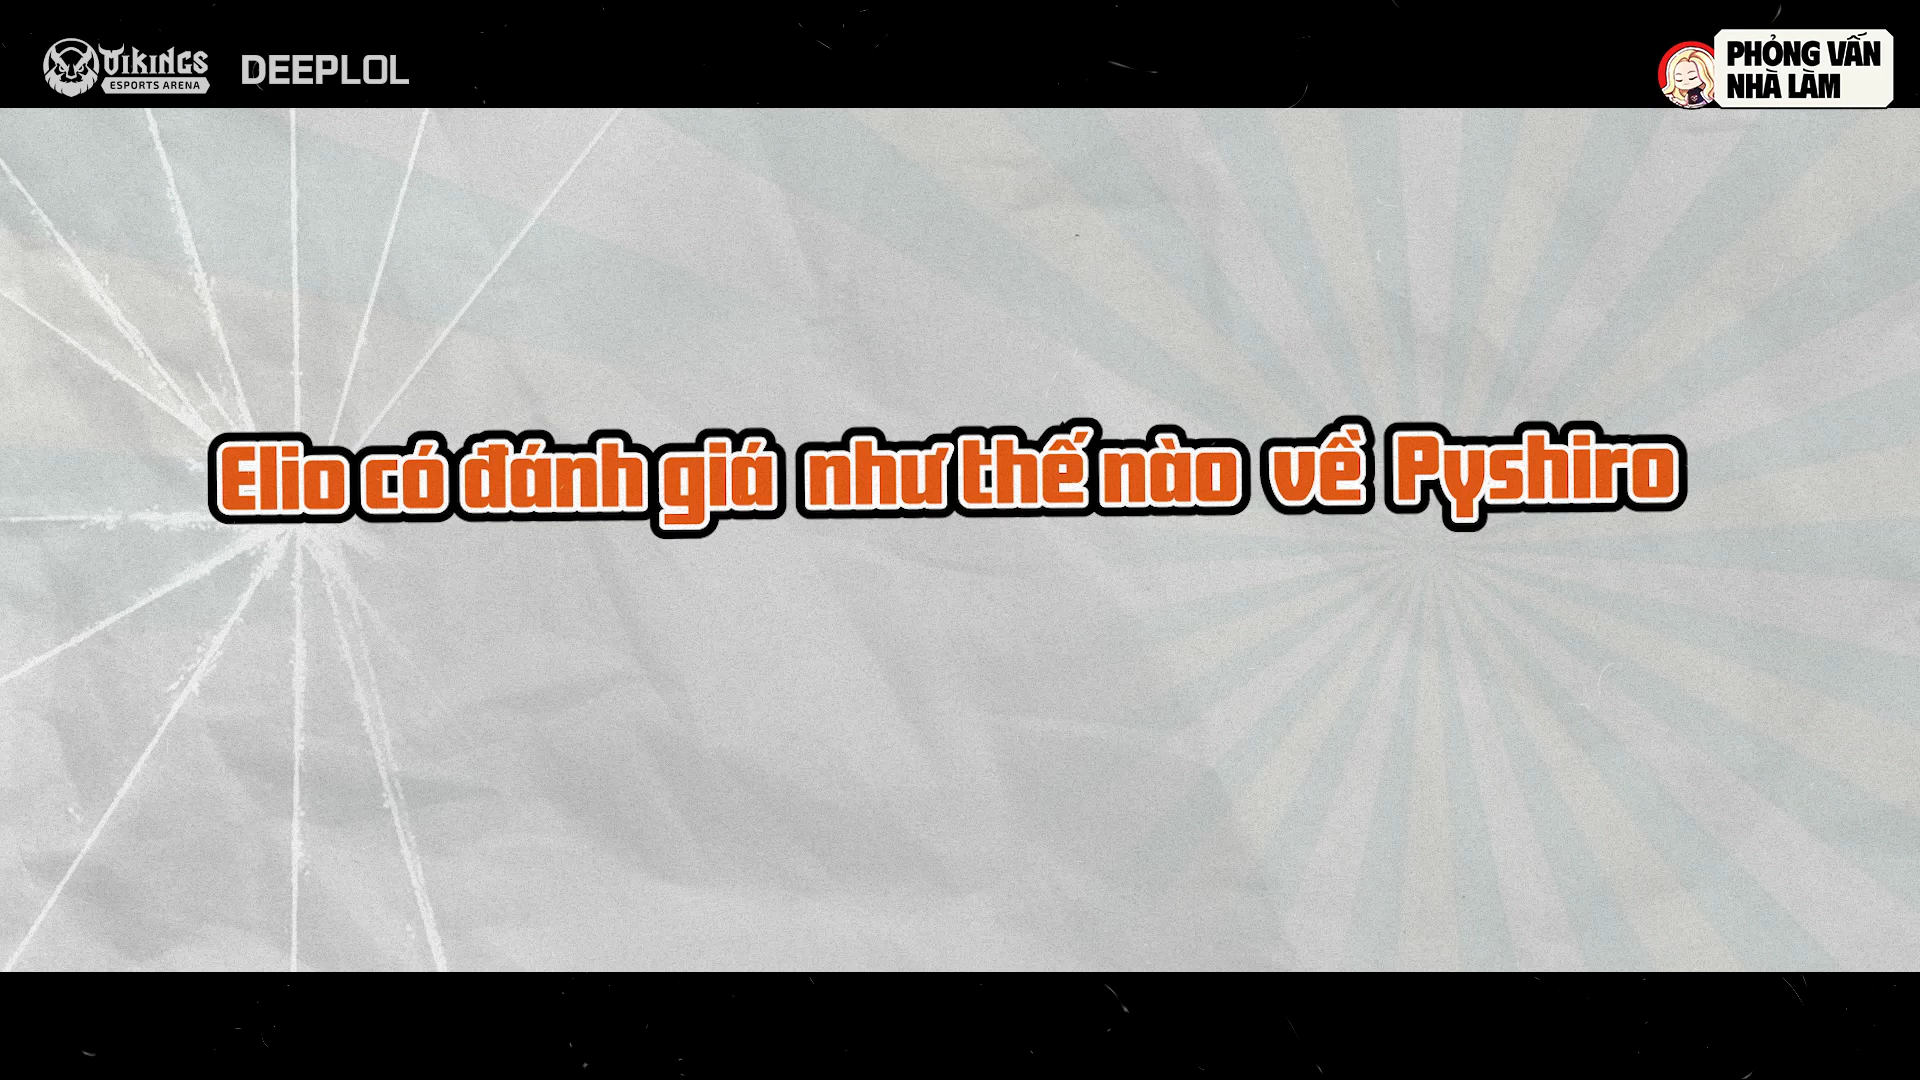 VIKINGS
ESPORTS ARENA
DEEPLOL
PHỎNG VẤN
NHÀ LÀM
Elio có đánh giá như thế nào về Pyshiro